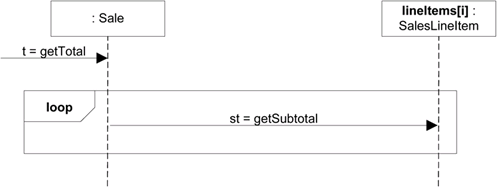 : Sale
lineItems[i] :
SalesLineItem
t = getTotal
loop
st = getSubtotal